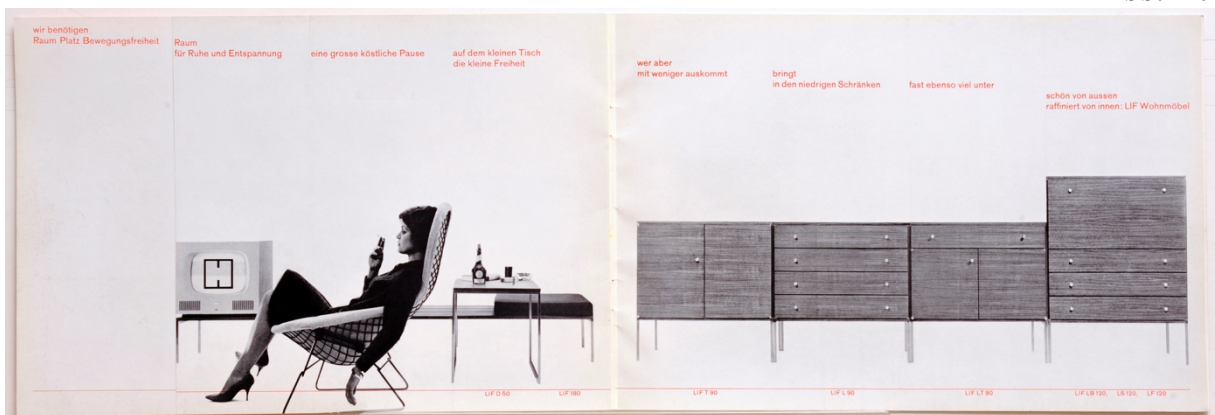 wir benötigen
Raum Platz Bewegungsfreiheit
Raum
für Ruhe und Entspannung
eine grosse köstliche Pause
auf dem kleinen Tisch
die kleine Freiheit
wer aber
mit weniger auskommt
bringt
in den niedrigen Schränken
fast ebenso viel unter
schön von aussen
raffiniert von innen: LIF Wohnmöbel
LIF D 50
LIF 180
LIF T 90
LIF L 90
LIF LT 90
LIF LB 120, LS 120, LF 120